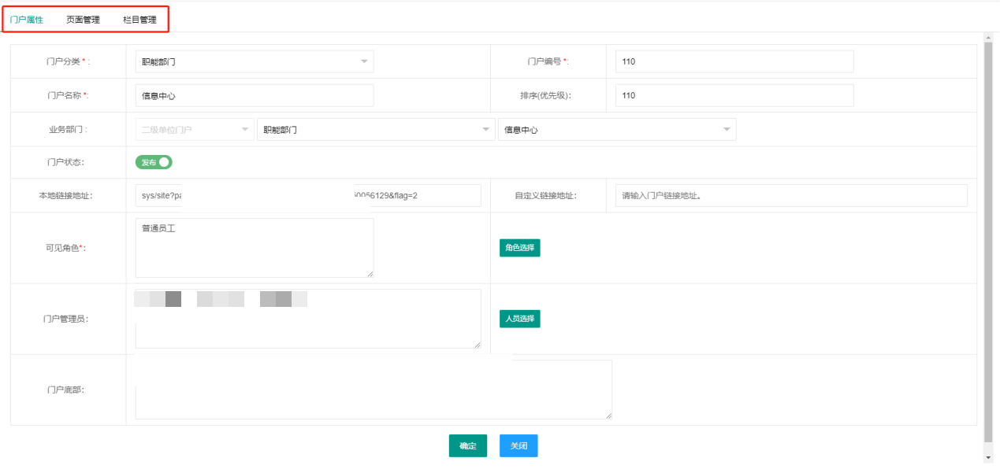 门户属性 页面管理 栏目管理
门户分类*: 职能部门 门户编号*: 110
门户名称*: 信息中心 排序(优先级): 110
业务部门: 二级单位门户 职能部门 信息中心
门户状态: 发布
本地链接地址: sys/site?pa 0056129&flag=2 自定义链接地址: 请输入门户链接地址。
可见角色*: 普通员工 角色选择
门户管理员: 人员选择
门户底部:
确定 关闭